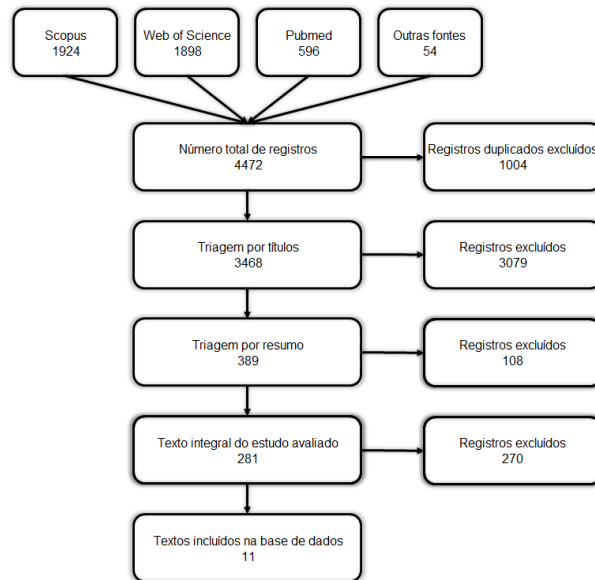 Scopus
1924
Web of Science
1898
Pubmed
596
Outras fontes
54
Número total de registros
4472
Registros duplicados excluídos
1004
Triagem por títulos
3468
Registros excluídos
3079
Triagem por resumo
389
Registros excluídos
108
Texto integral do estudo avaliado
281
Registros excluídos
270
Textos incluídos na base de dados
11